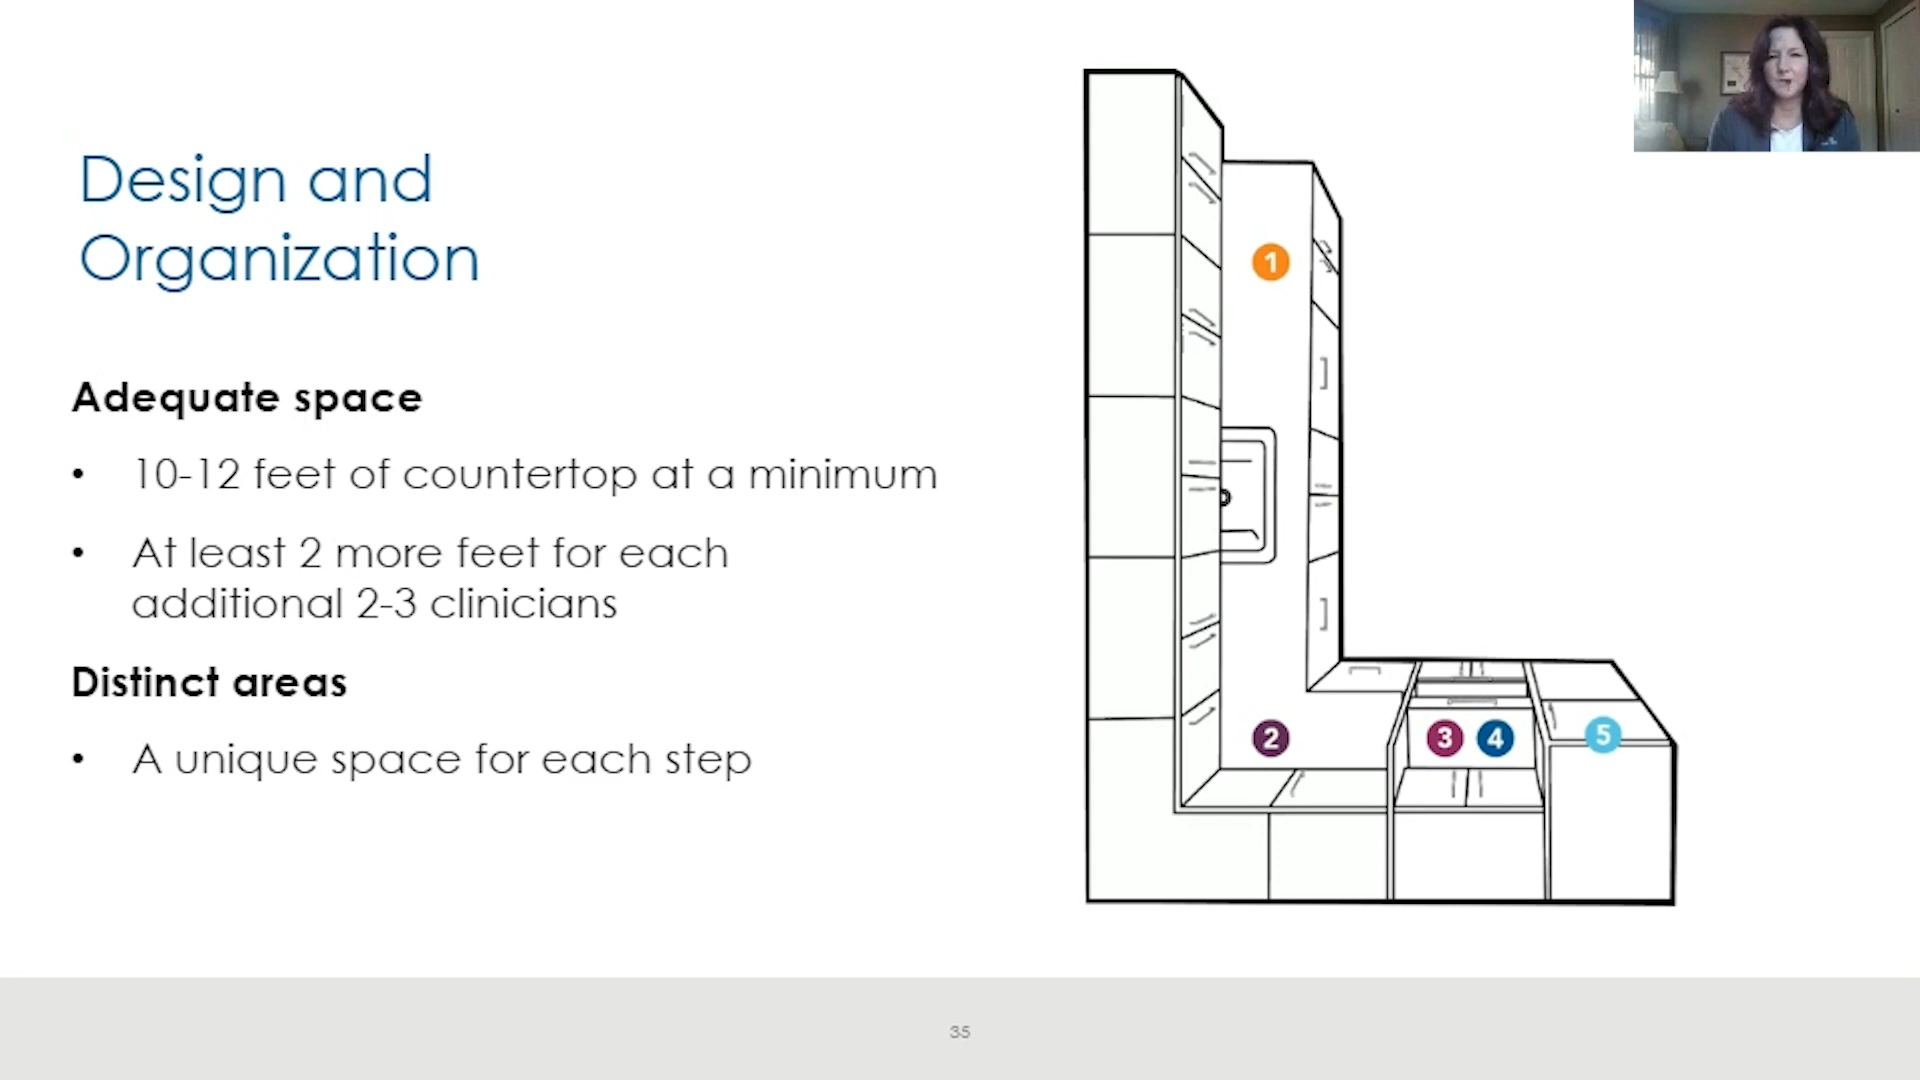 Design and
Organization
Adequate space
• 10-12 feet of countertop at a minimum
• At least 2 more feet for each
additional 2-3 clinicians
Distinct areas
• A unique space for each step
1
2
3 4 5
35